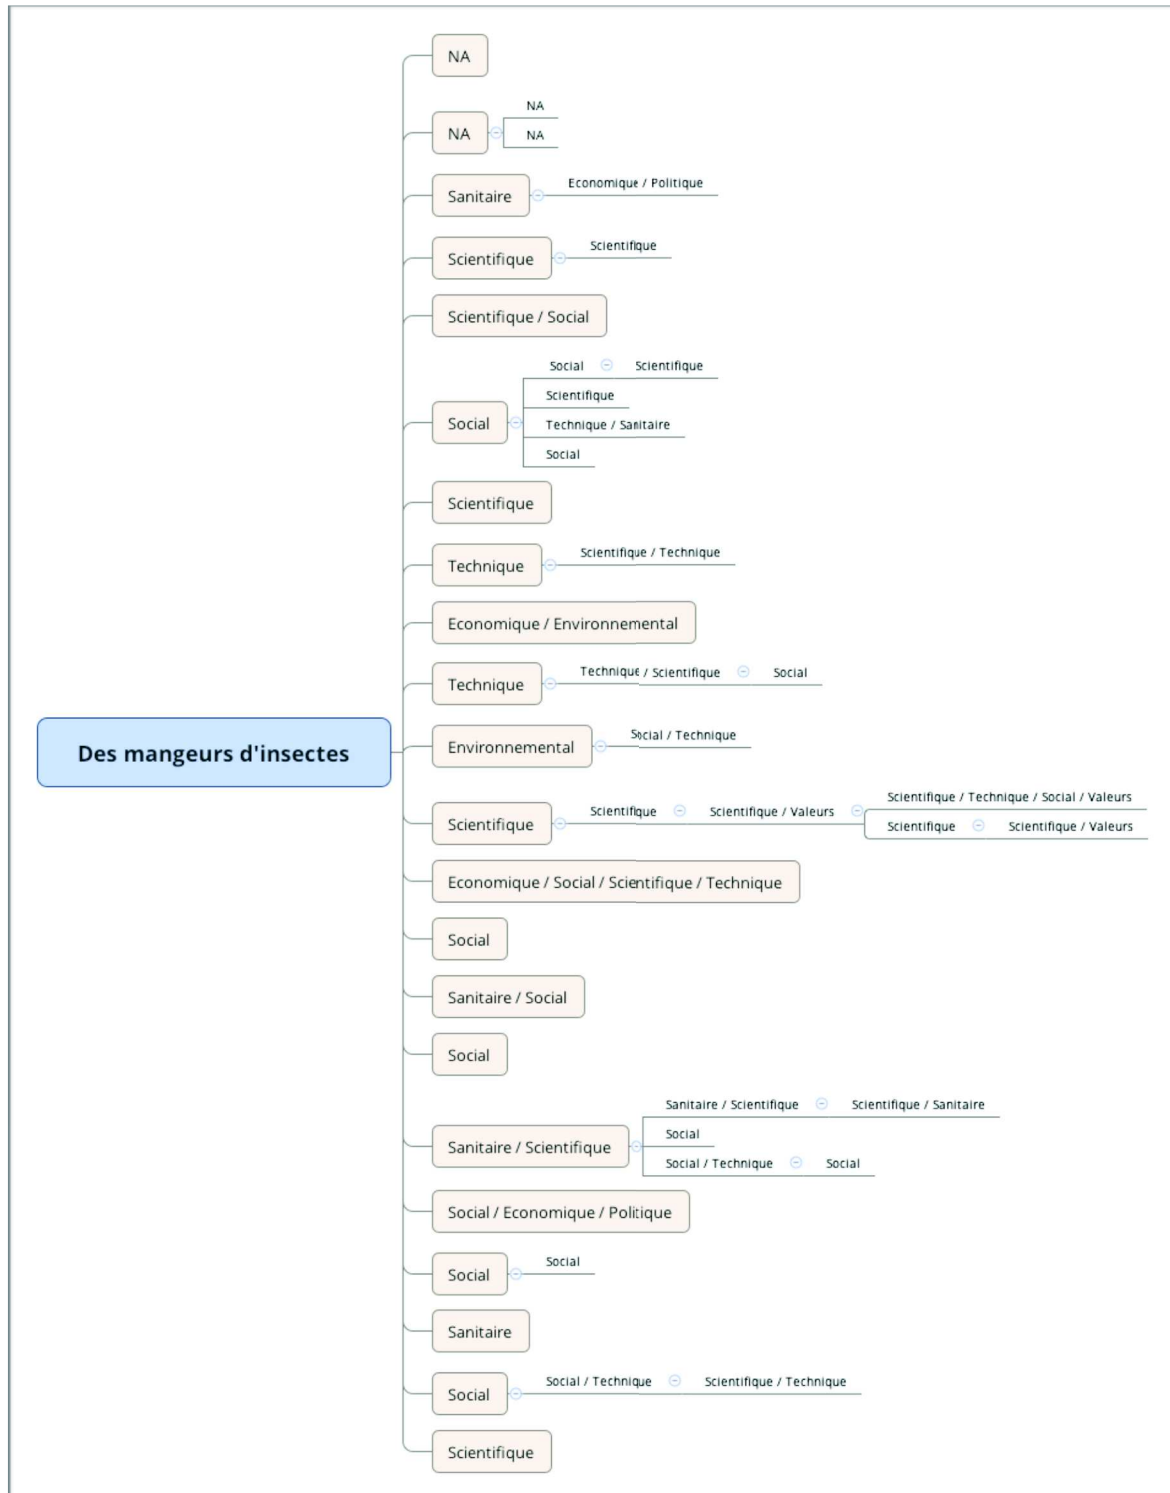 NA
NA
NA
NA
Sanitaire
Economique / Politique
Scientifique
Scientifique
Scientifique / Social
Social
Social
Scientifique
Scientifique
Technique / Sanitaire
Social
Scientifique
Technique
Scientifique / Technique
Economique / Environnemental
Technique
Technique / Scientifique
Social
Des mangeurs d'insectes
Environnemental
Social / Technique
Scientifique
Scientifique
Scientifique / Valeurs
Scientifique / Technique / Social / Valeurs
Scientifique
Scientifique / Valeurs
Economique / Social / Scientifique / Technique
Social
Sanitaire / Social
Social
Sanitaire / Scientifique
Sanitaire / Scientifique
Scientifique / Sanitaire
Social
Social / Technique
Social
Social / Economique / Politique
Social
Social
Sanitaire
Social
Social / Technique
Scientifique / Technique
Scientifique